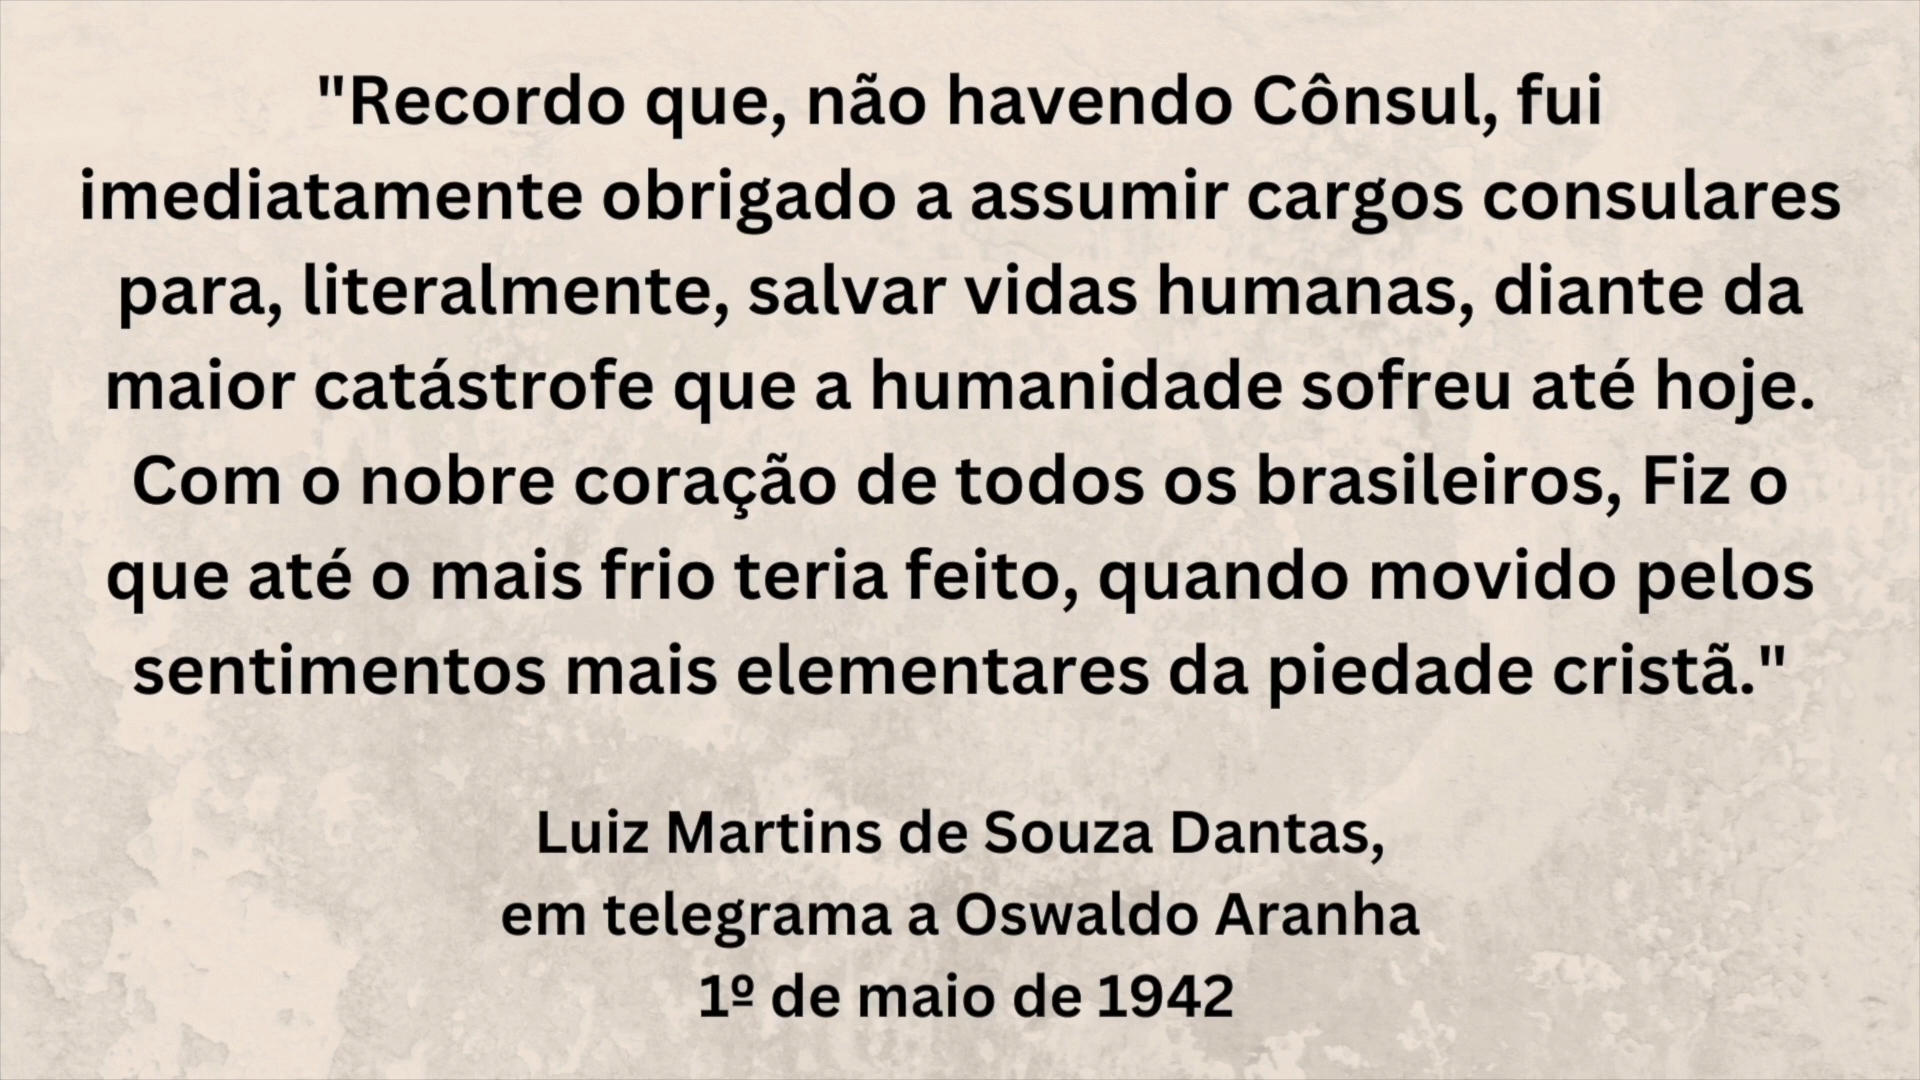 "Recordo que, não havendo Cônsul, fui
imediatamente obrigado a assumir cargos consulares
para, literalmente, salvar vidas humanas, diante da
maior catástrofe que a humanidade sofreu até hoje.
Com o nobre coração de todos os brasileiros, Fiz o
que até o mais frio teria feito, quando movido pelos
sentimentos mais elementares da piedade cristã."
Luiz Martins de Souza Dantas,
em telegrama a Oswaldo Aranha
1º de maio de 1942